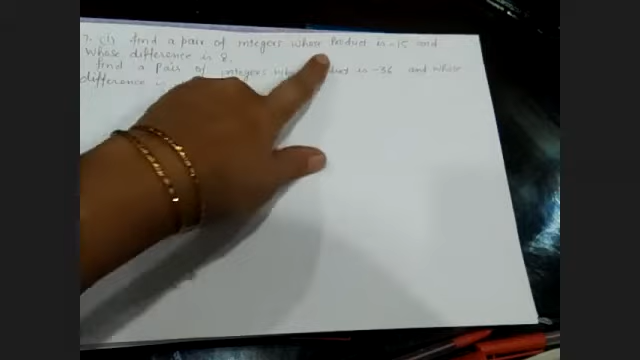 7. (i) find a pair of integers whose Product is -15 and
Whose difference is 8.
find a Pair of integers is -36 and whose
difference